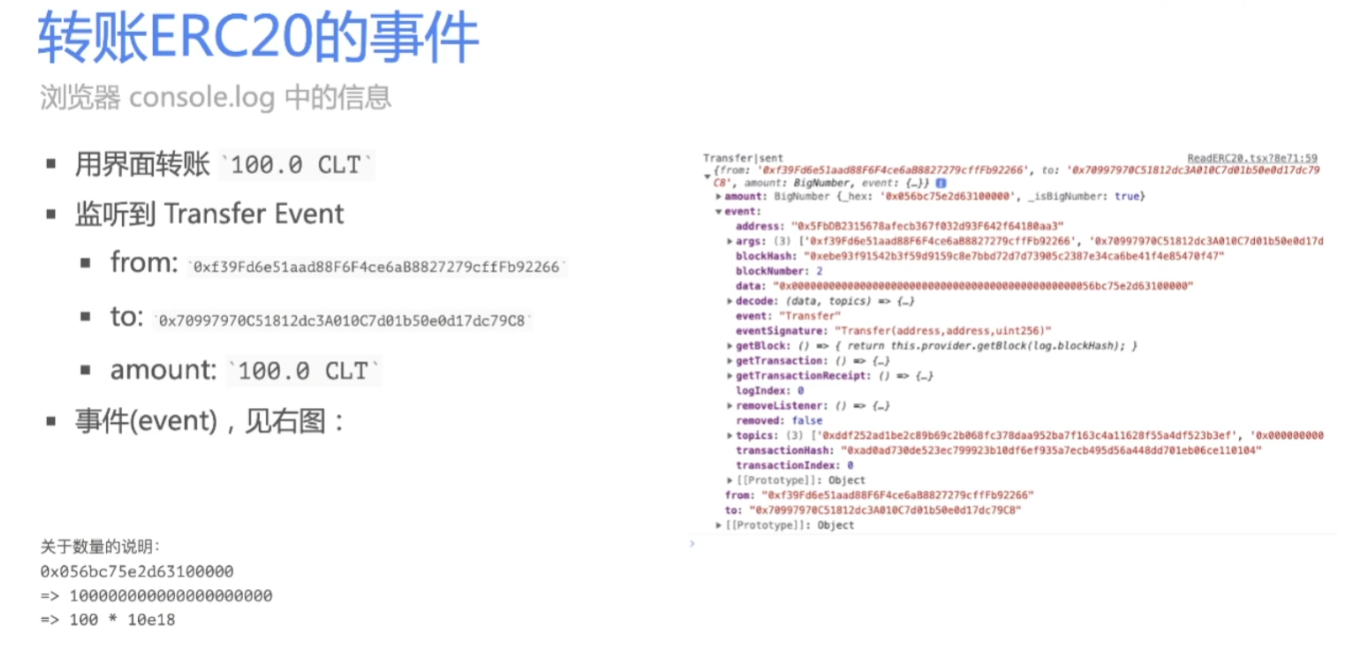 转账ERC20的事件
浏览器 console.log 中的信息
▪ 用界面转账 `100.0 CLT`
▪ 监听到 Transfer Event
▪ from: `0xf39Fd6e51aad88F6F4ce6aB8827279cffFb92266`
▪ to: `0x70997970C51812dc3A010C7d01b50e0d17dc79C8`
▪ amount: `100.0 CLT`
▪ 事件(event)，见右图：
关于数量的说明：
0x056bc75e2d63100000
=> 100000000000000000000
=> 100 * 10e18
Transfer|sent ReadERC20.tsx?8e71:59
▼ {from: '0xf39Fd6e51aad88F6F4ce6aB8827279cffFb92266', to: '0x70997970C51812dc3A010C7d01b50e0d17dc79
C8', amount: BigNumber, event: {…}} i
▶ amount: BigNumber {_hex: '0x056bc75e2d63100000', _isBigNumber: true}
▼ event:
address: "0x5FbDB2315678afecb367f032d93F642f64180aa3"
▶ args: (3) ['0xf39Fd6e51aad88F6F4ce6aB8827279cffFb92266', '0x70997970C51812dc3A010C7d01b50e0d17d
blockHash: "0xebe93f91542b3f59d9159c8e7bbd72d7d73905c2387e34ca6be41f4e85470f47"
blockNumber: 2
data: "0x0000000000000000000000000000000000000000000000056bc75e2d63100000"
▶ decode: (data, topics) => {…}
event: "Transfer"
eventSignature: "Transfer(address,address,uint256)"
▶ getBlock: () => { return this.provider.getBlock(log.blockHash); }
▶ getTransaction: () => {…}
▶ getTransactionReceipt: () => {…}
logIndex: 0
▶ removeListener: () => {…}
removed: false
▶ topics: (3) ['0xddf252ad1be2c89b69c2b068fc378daa952ba7f163c4a11628f55a4df523b3ef', '0x000000000
transactionHash: "0xad0ad730de523ec799923b10df6ef935a7ecb495d56a448dd701eb06ce110104"
transactionIndex: 0
▶ [[Prototype]]: Object
from: "0xf39Fd6e51aad88F6F4ce6aB8827279cffFb92266"
to: "0x70997970C51812dc3A010C7d01b50e0d17dc79C8"
▶ [[Prototype]]: Object
>